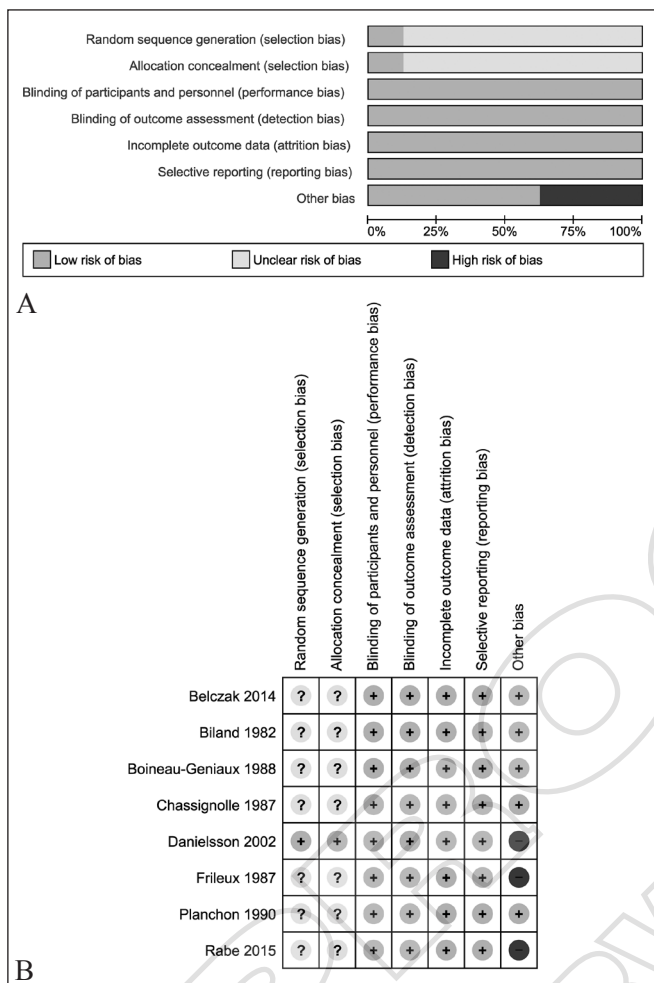 Random sequence generation (selection bias)
Allocation concealment (selection bias)
Blinding of participants and personnel (performance bias)
Blinding of outcome assessment (detection bias)
Incomplete outcome data (attrition bias)
Selective reporting (reporting bias)
Other bias
0% 25% 50% 75% 100%
Low risk of bias Unclear risk of bias High risk of bias
A
Random sequence generation (selection bias)
Allocation concealment (selection bias)
Blinding of participants and personnel (performance bias)
Blinding of outcome assessment (detection bias)
Incomplete outcome data (attrition bias)
Selective reporting (reporting bias)
Other bias
Belczak 2014 ? ? + + + + +
Biland 1982 ? ? + + + + +
Boineau-Geniaux 1988 ? ? + + + + +
Chassignolle 1987 ? ? + + + + +
Danielsson 2002 + + + + + + −
Frileux 1987 ? ? + + + + −
Planchon 1990 ? ? + + + + +
Rabe 2015 ? ? + + + + −
B